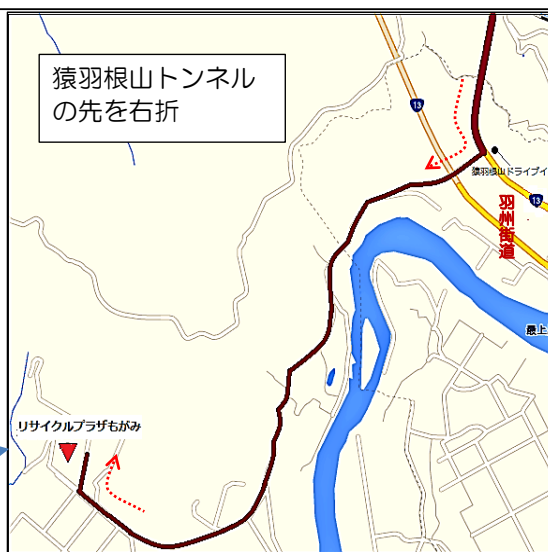 猿羽根山トンネル
の先を右折
13
猿羽根山ドライブイ
13
羽州街道
最上
リサイクルプラザもがみ